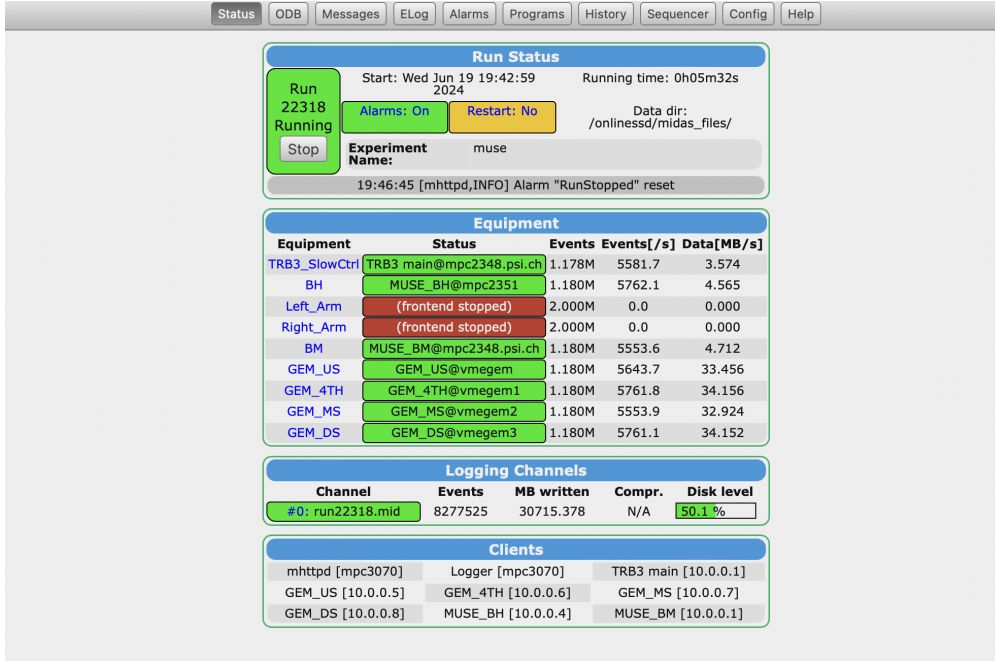 Status ODB Messages ELog Alarms Programs History Sequencer Config Help
Run Status
Run
22318
Running
Stop
Start: Wed Jun 19 19:42:59
2024
Running time: 0h05m32s
Alarms: On
Restart: No
Data dir:
/onlinessd/midas_files/
Experiment
Name:
muse
19:46:45 [mhttpd,INFO] Alarm "RunStopped" reset
Equipment
Equipment Status Events Events[/s] Data[MB/s]
TRB3_SlowCtrl TRB3 main@mpc2348.psi.ch 1.178M 5581.7 3.574
BH MUSE_BH@mpc2351 1.180M 5762.1 4.565
Left_Arm (frontend stopped) 2.000M 0.0 0.000
Right_Arm (frontend stopped) 2.000M 0.0 0.000
BM MUSE_BM@mpc2348.psi.ch 1.180M 5553.6 4.712
GEM_US GEM_US@vmegem 1.180M 5643.7 33.456
GEM_4TH GEM_4TH@vmegem1 1.180M 5761.8 34.156
GEM_MS GEM_MS@vmegem2 1.180M 5553.9 32.924
GEM_DS GEM_DS@vmegem3 1.180M 5761.1 34.152
Logging Channels
Channel Events MB written Compr. Disk level
#0: run22318.mid 8277525 30715.378 N/A 50.1 %
Clients
mhttpd [mpc3070] Logger [mpc3070] TRB3 main [10.0.0.1]
GEM_US [10.0.0.5] GEM_4TH [10.0.0.6] GEM_MS [10.0.0.7]
GEM_DS [10.0.0.8] MUSE_BH [10.0.0.4] MUSE_BM [10.0.0.1]